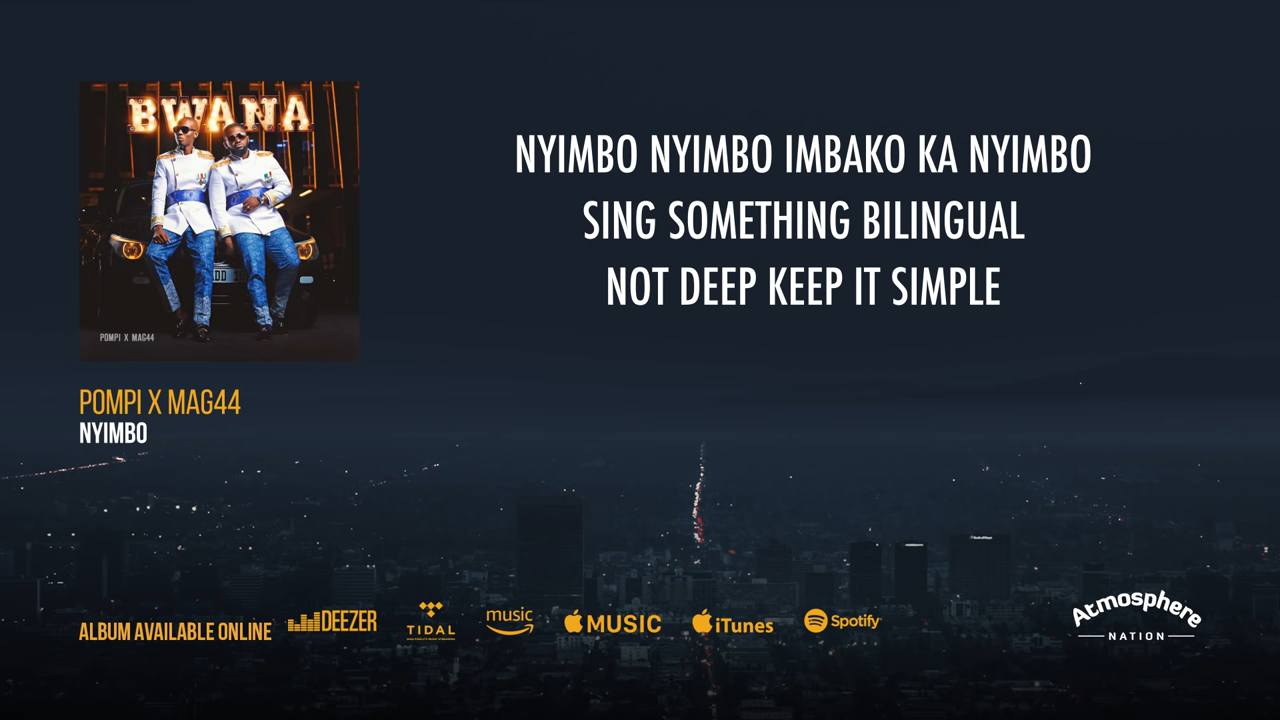 BWANA
POMPI X MAG44
NYIMBO NYIMBO IMBAKO KA NYIMBO
SING SOMETHING BILINGUAL
NOT DEEP KEEP IT SIMPLE
POMPI X MAG44
NYIMBO
ALBUM AVAILABLE ONLINE
DEEZER
TIDAL
music
MUSIC
iTunes
Spotify
Atmosphere
NATION